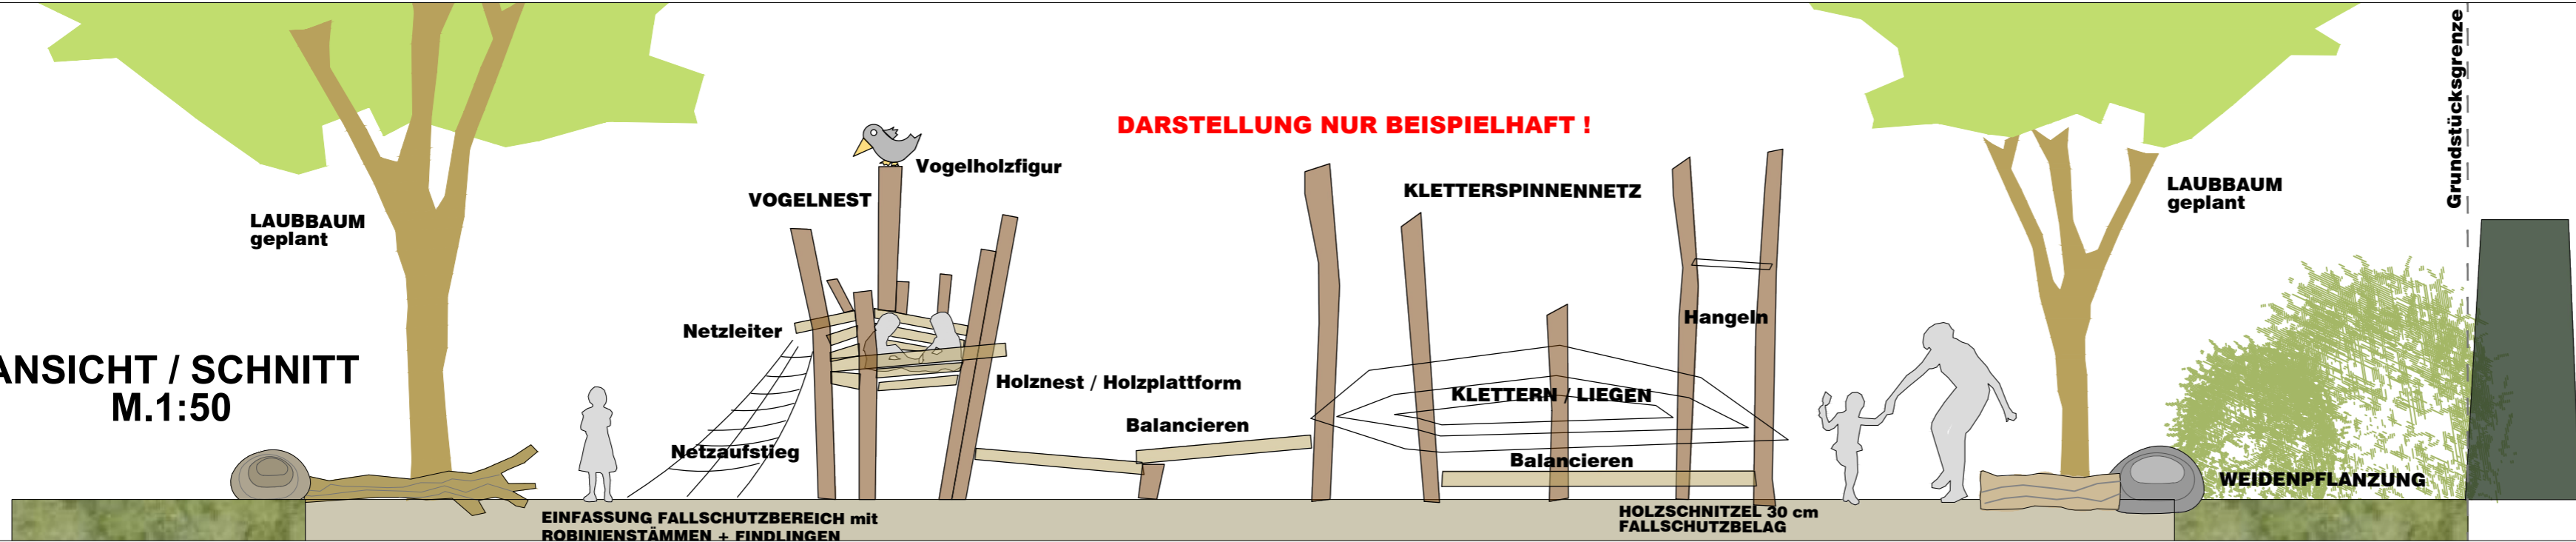 Grundstücksgrenze
DARSTELLUNG NUR BEISPIELHAFT !
Vogelholzfigur
VOGELNEST
KLETTERSPINNENNETZ
LAUBBAUM
geplant
LAUBBAUM
geplant
Netzleiter
Hangeln
ANSICHT / SCHNITT
M.1:50
Holznest / Holzplattform
KLETTERN / LIEGEN
Balancieren
Netzaufstieg
Balancieren
WEIDENPFLANZUNG
EINFASSUNG FALLSCHUTZBEREICH mit
ROBINIENSTÄMMEN + FINDLINGEN
HOLZSCHNITZEL 30 cm
FALLSCHUTZBELAG